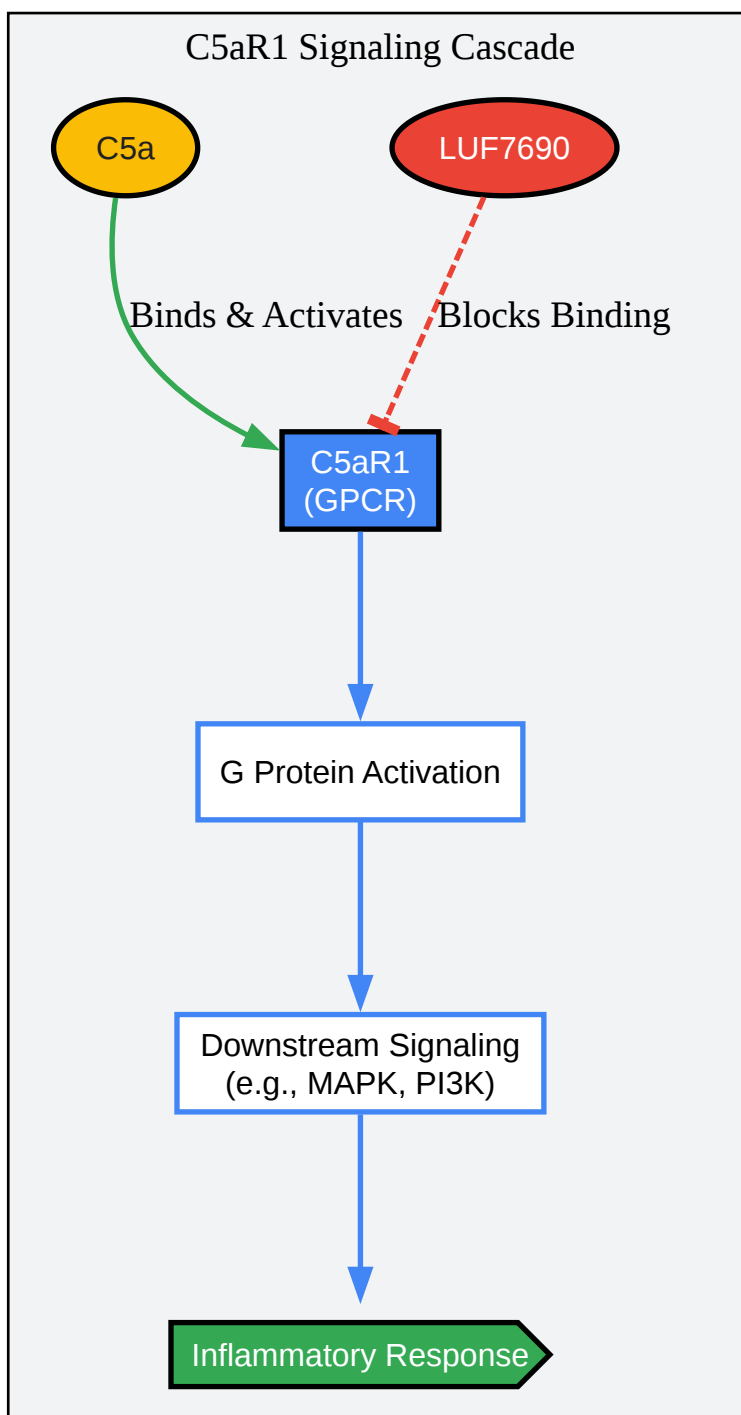 C5aR1 Signaling Cascade
C5a
LUF7690
Binds & Activates
Blocks Binding
C5aR1
(GPCR)
G Protein Activation
Downstream Signaling
(e.g., MAPK, PI3K)
Inflammatory Response